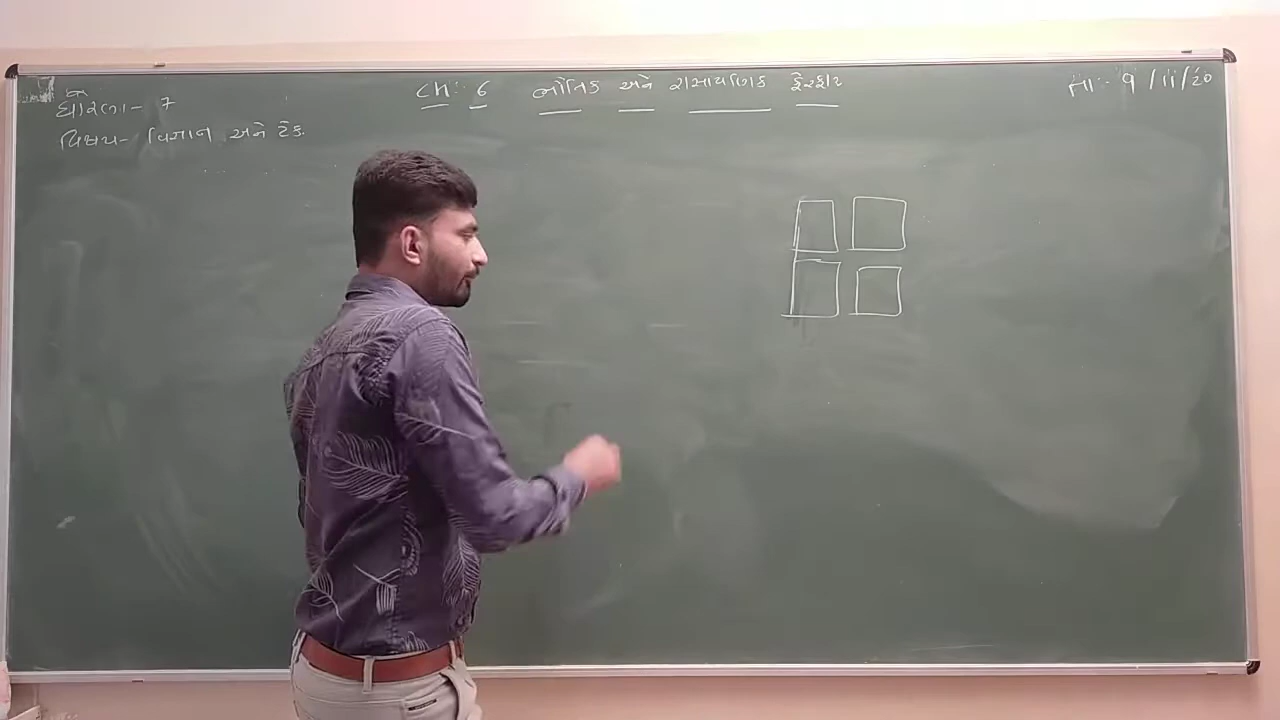 ધોરણ - 7
વિષય - વિજ્ઞાન અને ટેક.
CH : 6 ભૌતિક અને રાસાયણિક ફેરફાર
તા :- 9/11/20